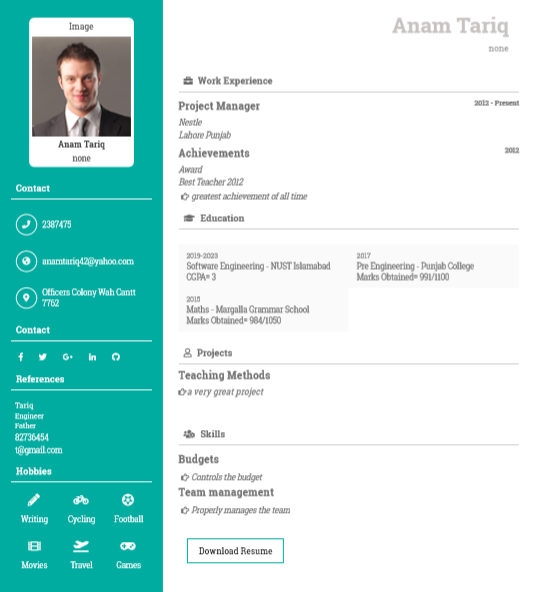 Image
Anam Tariq
none
Contact
2387475
anamtariq42@yahoo.com
Officers Colony Wah Cantt
7762
Contact
References
Tariq
Engineer
Father
82736454
t@gmail.com
Hobbies
Writing Cycling Football
Movies Travel Games
Anam Tariq
none
Work Experience
Project Manager 2012 - Present
Nestle
Lahore Punjab
Achievements 2012
Award
Best Teacher 2012
greatest achievement of all time
Education
2019-2023
Software Engineering - NUST Islamabad
CGPA= 3
2017
Pre Engineering - Punjab College
Marks Obtained= 991/1100
2015
Maths - Margalla Grammar School
Marks Obtained= 984/1050
Projects
Teaching Methods
a very great project
Skills
Budgets
Controls the budget
Team management
Properly manages the team
Download Resume